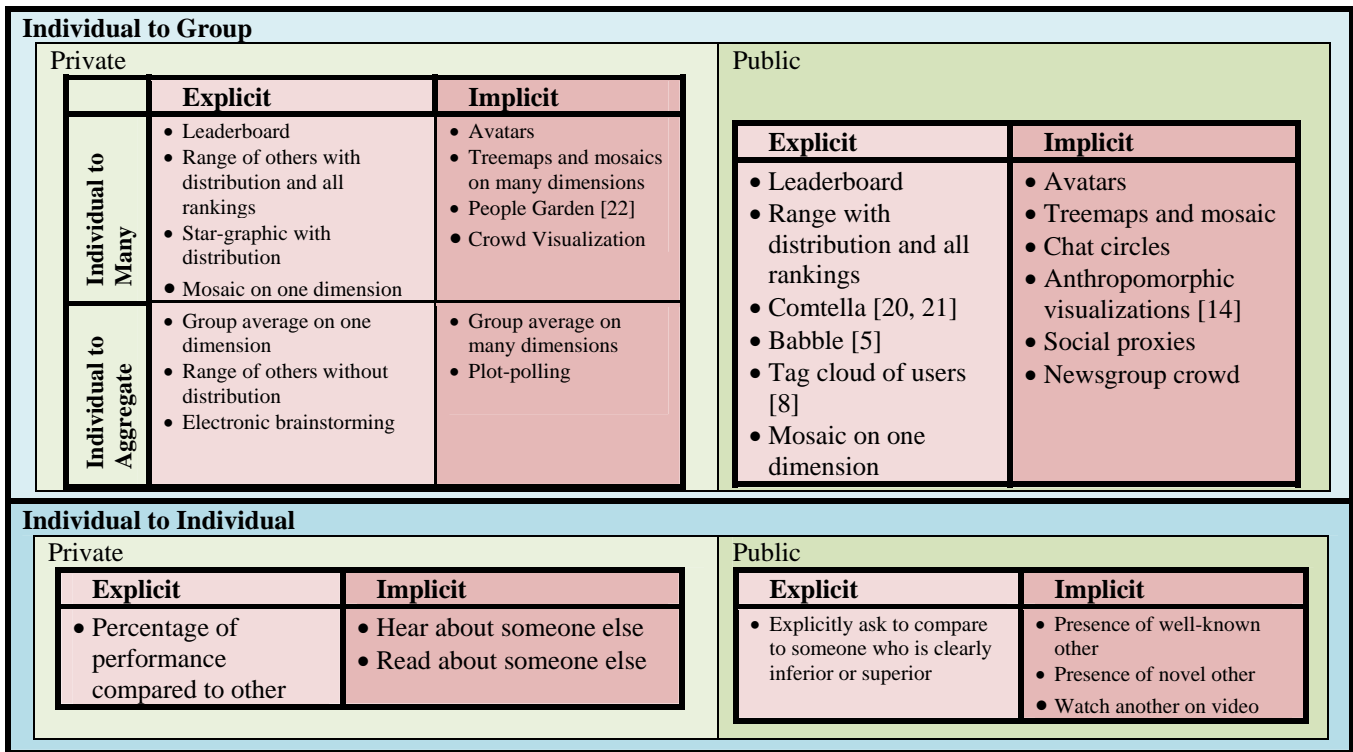 Individual to Group
Private
Explicit
Implicit
Individual to
Many
• Leaderboard
• Range of others with
distribution and all
rankings
• Star-graphic with
distribution
• Mosaic on one dimension
• Avatars
• Treemaps and mosaics
on many dimensions
• People Garden [22]
• Crowd Visualization
Individual to
Aggregate
• Group average on one
dimension
• Range of others without
distribution
• Electronic brainstorming
• Group average on
many dimensions
• Plot-polling
Public
Explicit
Implicit
• Leaderboard
• Range with
distribution and all
rankings
• Comtella [20, 21]
• Babble [5]
• Tag cloud of users
[8]
• Mosaic on one
dimension
• Avatars
• Treemaps and mosaic
• Chat circles
• Anthropomorphic
visualizations [14]
• Social proxies
• Newsgroup crowd
Individual to Individual
Private
Explicit
Implicit
• Percentage of
performance
compared to other
• Hear about someone else
• Read about someone else
Public
Explicit
Implicit
• Explicitly ask to compare
to someone who is clearly
inferior or superior
• Presence of well-known
other
• Presence of novel other
• Watch another on video